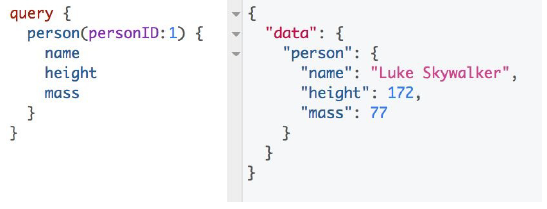 query {
  person(personID:1) {
    name
    height
    mass
  }
}
{
  "data": {
    "person": {
      "name": "Luke Skywalker",
      "height": 172,
      "mass": 77
    }
  }
}